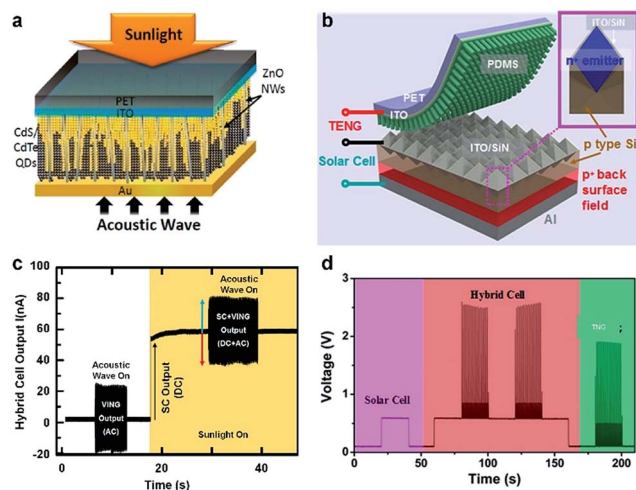 a
Sunlight
ZnO
NWs
PET
ITO
CdS/
CdTe
QDs
Au
Acoustic Wave
b
ITO/SiN
n+ emitter
PDMS
PET
ITO
TENG
ITO/SiN
p type Si
Solar Cell
p+ back
surface
field
Al
c
Hybrid Cell Output I(nA)
100
80
60
40
20
0
-20
Acoustic
Wave On
VING
Output
(AC)
SC Output
(DC)
Acoustic
Wave On
SC+VING
Output
(DC+AC)
Sunlight On
0
20
40
Time (s)
d
Voltage (V)
3
2
1
0
Solar Cell
Hybrid Cell
TNG
0
50
100
150
200
Time (s)